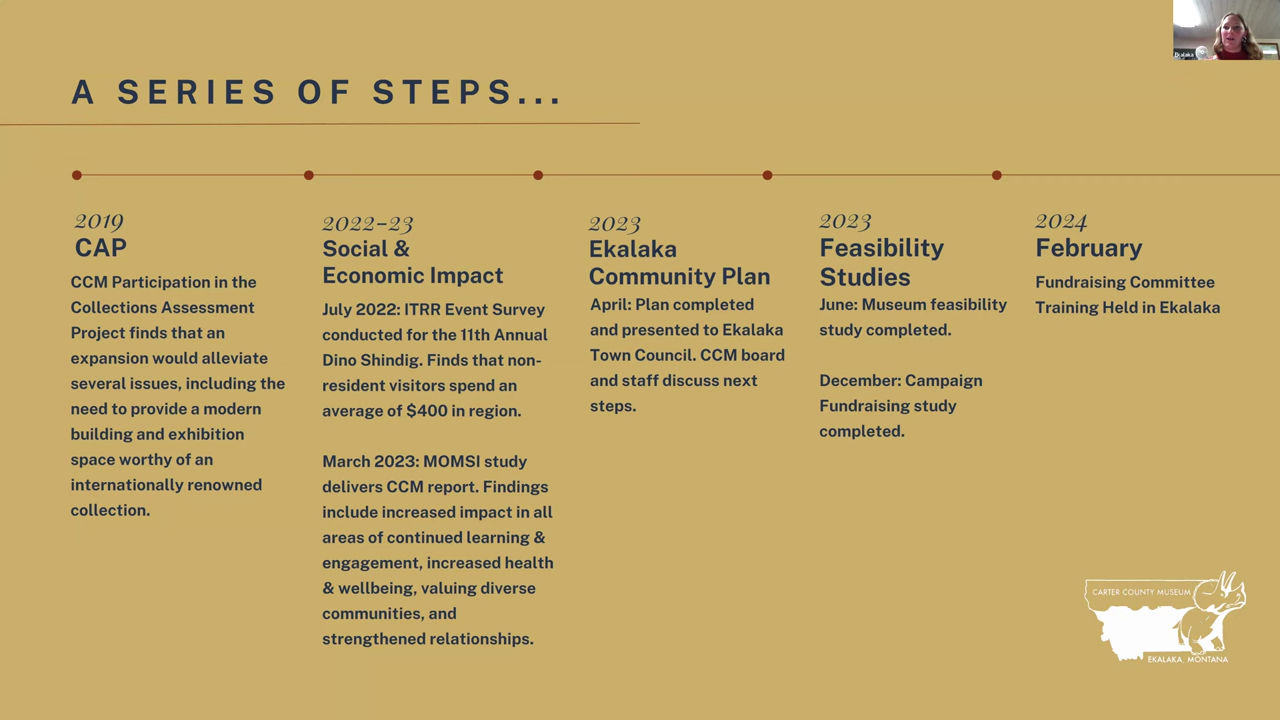 Ekalaka
A SERIES OF STEPS...
2019
CAP
CCM Participation in the
Collections Assessment
Project finds that an
expansion would alleviate
several issues, including the
need to provide a modern
building and exhibition
space worthy of an
internationally renowned
collection.
2022-23
Social &
Economic Impact
July 2022: ITRR Event Survey
conducted for the 11th Annual
Dino Shindig. Finds that non-
resident visitors spend an
average of $400 in region.
March 2023: MOMSI study
delivers CCM report. Findings
include increased impact in all
areas of continued learning &
engagement, increased health
& wellbeing, valuing diverse
communities, and
strengthened relationships.
2023
Ekalaka
Community Plan
April: Plan completed
and presented to Ekalaka
Town Council. CCM board
and staff discuss next
steps.
2023
Feasibility
Studies
June: Museum feasibility
study completed.
December: Campaign
Fundraising study
completed.
2024
February
Fundraising Committee
Training Held in Ekalaka
CARTER COUNTY MUSEUM
EKALAKA, MONTANA